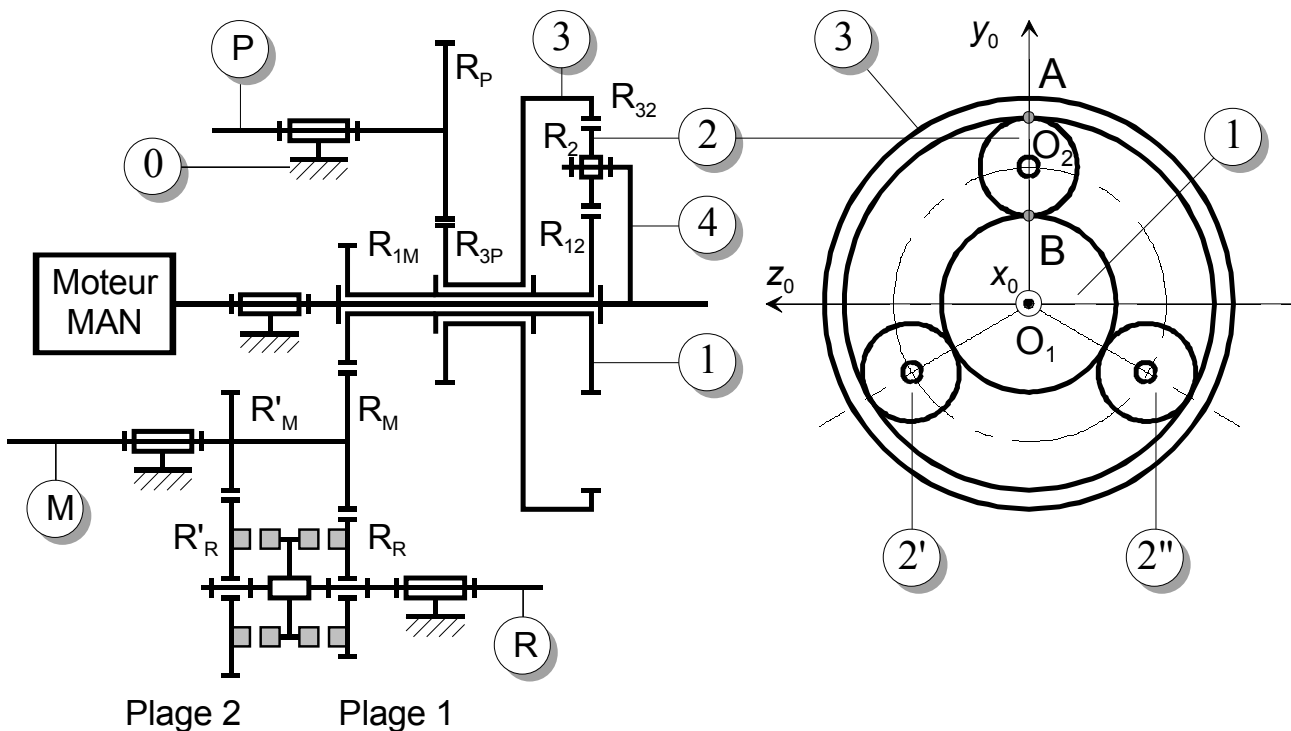 P
R_P
3
R_32
0
R_2
2
4
R_1M
R_3P
R_12
Moteur
MAN
1
R'_M
R_M
M
R'_R
R_R
R
Plage 2
Plage 1
3
y_0
A
O_2
1
B
x_0
z_0
O_1
2'
2"